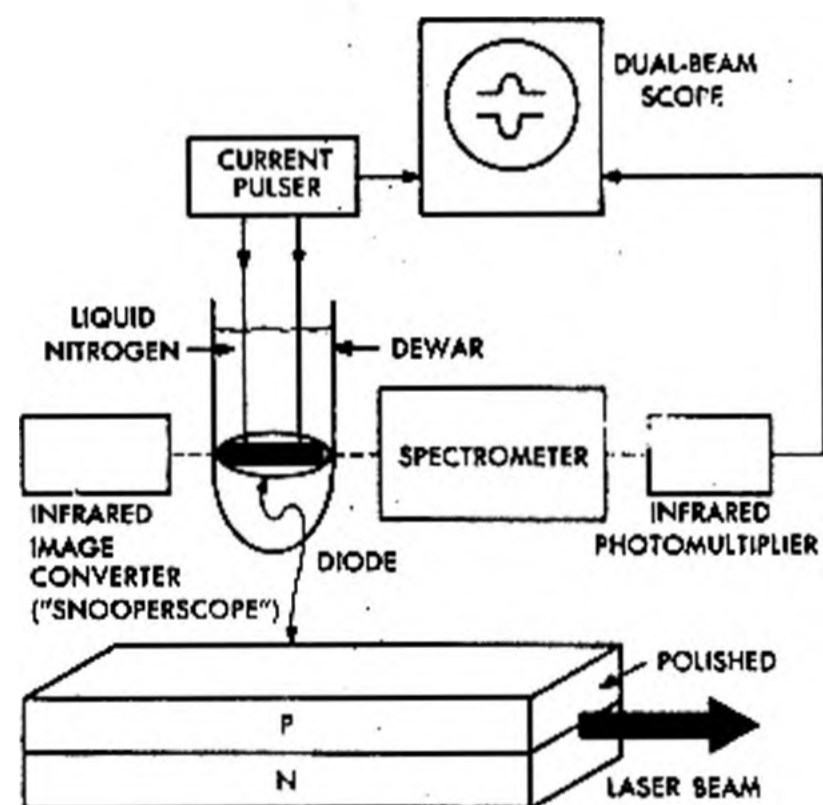 DUAL-BEAM
SCOPE
CURRENT
PULSER
LIQUID
NITROGEN
DEWAR
SPECTROMETER
INFRARED
IMAGE
CONVERTER
("SNOOPERSCOPE")
DIODE
INFRARED
PHOTOMULTIPLIER
POLISHED
P
N
LASER BEAM